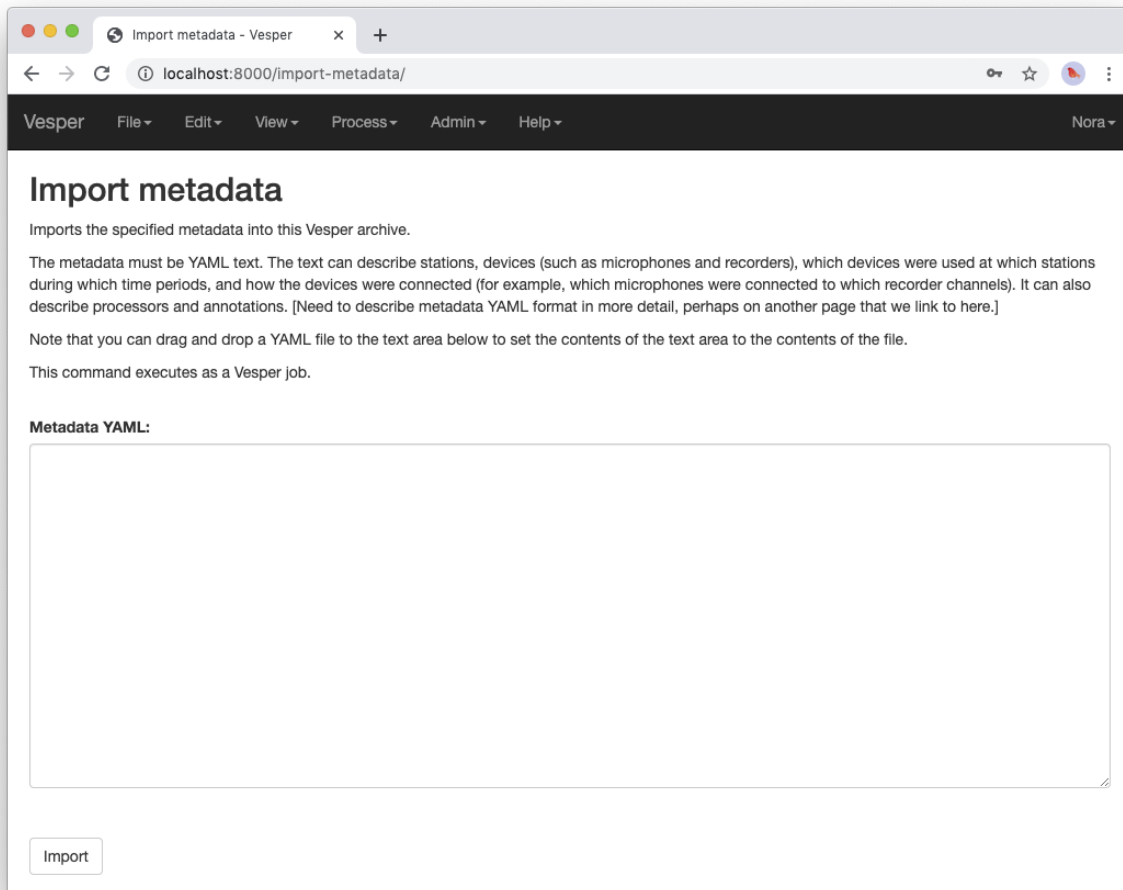 Import metadata - Vesper
localhost:8000/import-metadata/
Vesper File Edit View Process Admin Help Nora
Import metadata
Imports the specified metadata into this Vesper archive.
The metadata must be YAML text. The text can describe stations, devices (such as microphones and recorders), which devices were used at which stations
during which time periods, and how the devices were connected (for example, which microphones were connected to which recorder channels). It can also
describe processors and annotations. [Need to describe metadata YAML format in more detail, perhaps on another page that we link to here.]
Note that you can drag and drop a YAML file to the text area below to set the contents of the text area to the contents of the file.
This command executes as a Vesper job.
Metadata YAML:
Import